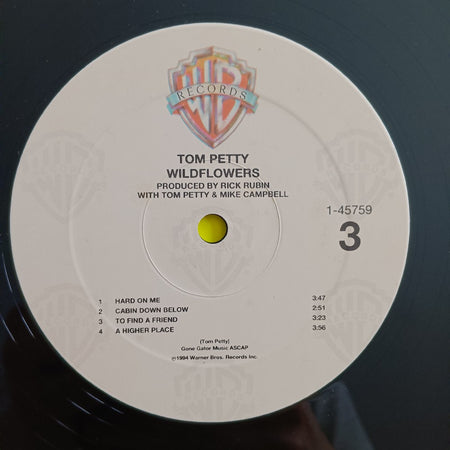 WB
RECORDS
TOM PETTY
WILDFLOWERS
PRODUCED BY RICK RUBIN
WITH TOM PETTY & MIKE CAMPBELL
1-45759
3
1 HARD ON ME 3:47
2 CABIN DOWN BELOW 2:51
3 TO FIND A FRIEND 3:23
4 A HIGHER PLACE 3:56
(Tom Petty)
Gone Gator Music ASCAP
℗1994 Warner Bros. Records Inc.